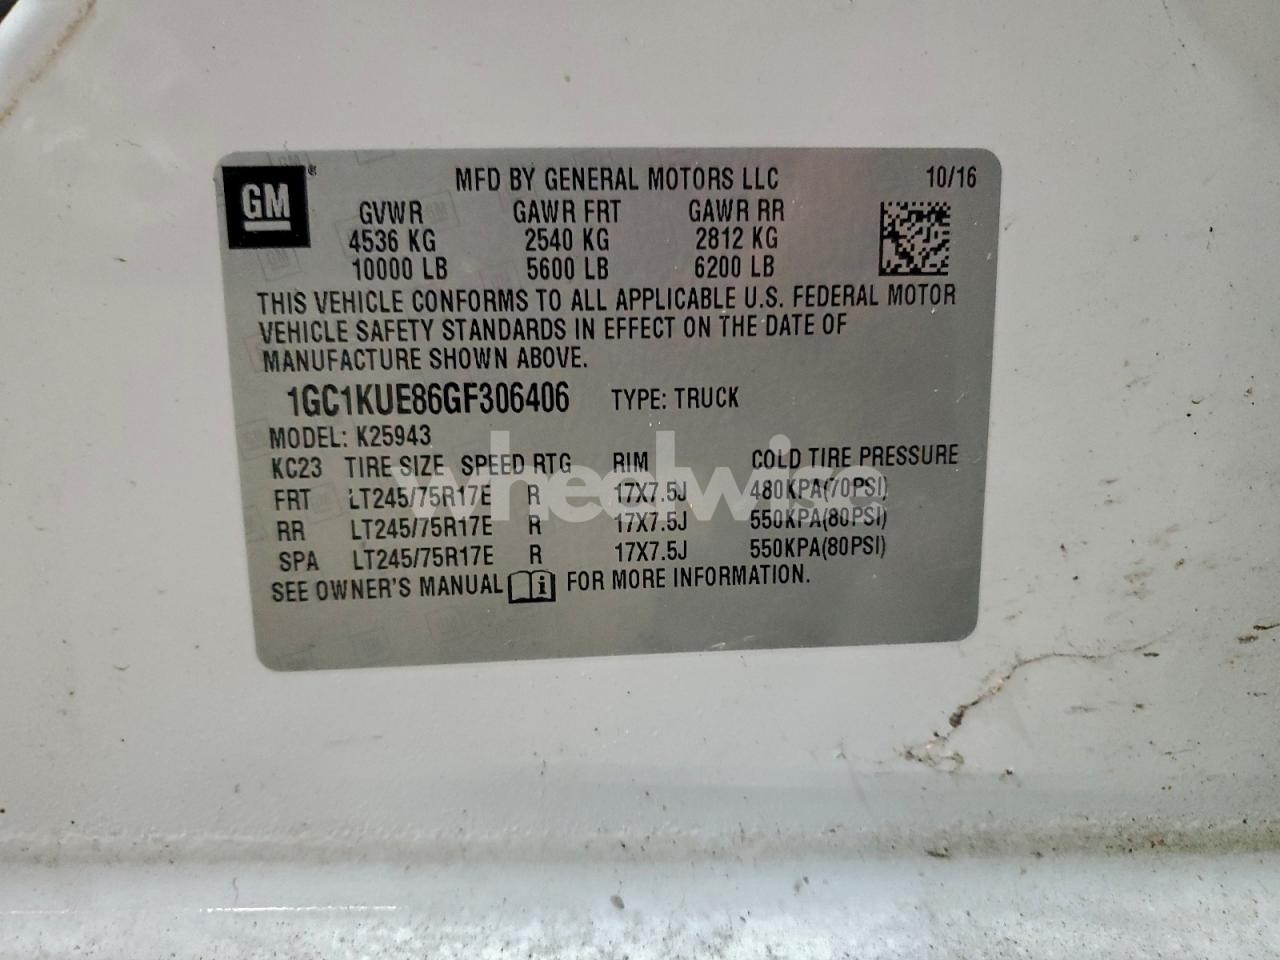 GM ®
MFD BY GENERAL MOTORS LLC 10/16
GVWR GAWR FRT GAWR RR
4536 KG 2540 KG 2812 KG
10000 LB 5600 LB 6200 LB
THIS VEHICLE CONFORMS TO ALL APPLICABLE U.S. FEDERAL MOTOR
VEHICLE SAFETY STANDARDS IN EFFECT ON THE DATE OF
MANUFACTURE SHOWN ABOVE.
1GC1KUE86GF306406 TYPE: TRUCK
MODEL: K25943
KC23 TIRE SIZE SPEED RTG RIM COLD TIRE PRESSURE
FRT LT245/75R17E R 17X7.5J 480KPA(70PSI)
wheelwise
RR LT245/75R17E R 17X7.5J 550KPA(80PSI)
SPA LT245/75R17E R 17X7.5J 550KPA(80PSI)
SEE OWNER'S MANUAL i FOR MORE INFORMATION.